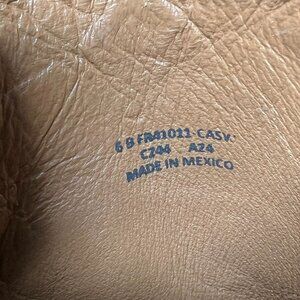 6 B FR41011-CASV-
C244 A24
MADE IN MEXICO